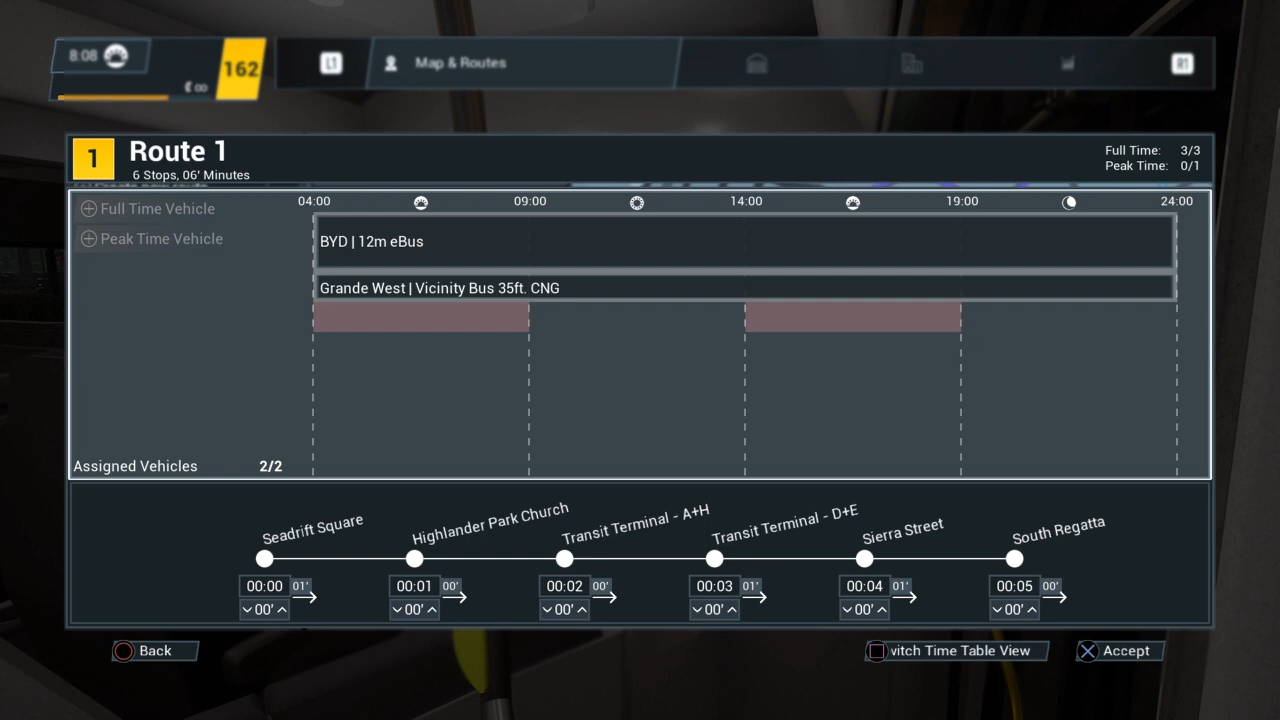 8:08
162
∞
L1
Map & Routes
R1
1
Route 1
6 Stops, 06' Minutes
Full Time: 3/3
Peak Time: 0/1
Full Time Vehicle
Peak Time Vehicle
04:00 09:00 14:00 19:00 24:00
BYD | 12m eBus
Grande West | Vicinity Bus 35ft. CNG
Assigned Vehicles 2/2
Seadrift Square
Highlander Park Church
Transit Terminal - A+H
Transit Terminal - D+E
Sierra Street
South Regatta
00:00 01' 00:01 00' 00:02 00' 00:03 01' 00:04 01' 00:05 00'
00' 00' 00' 00' 00' 00'
Back
vitch Time Table View
Accept